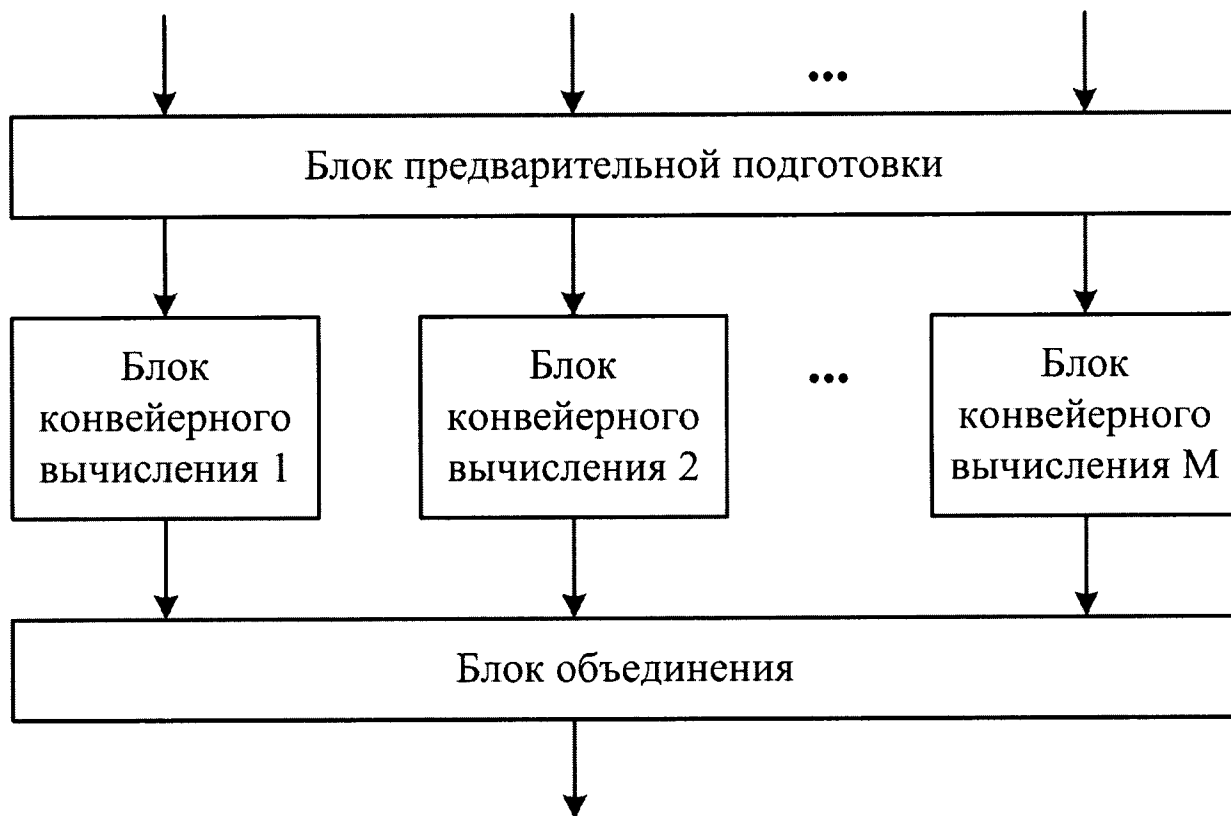 ...
Блок предварительной подготовки
Блок
конвейерного
вычисления 1
Блок
конвейерного
вычисления 2
...
Блок
конвейерного
вычисления М
Блок объединения